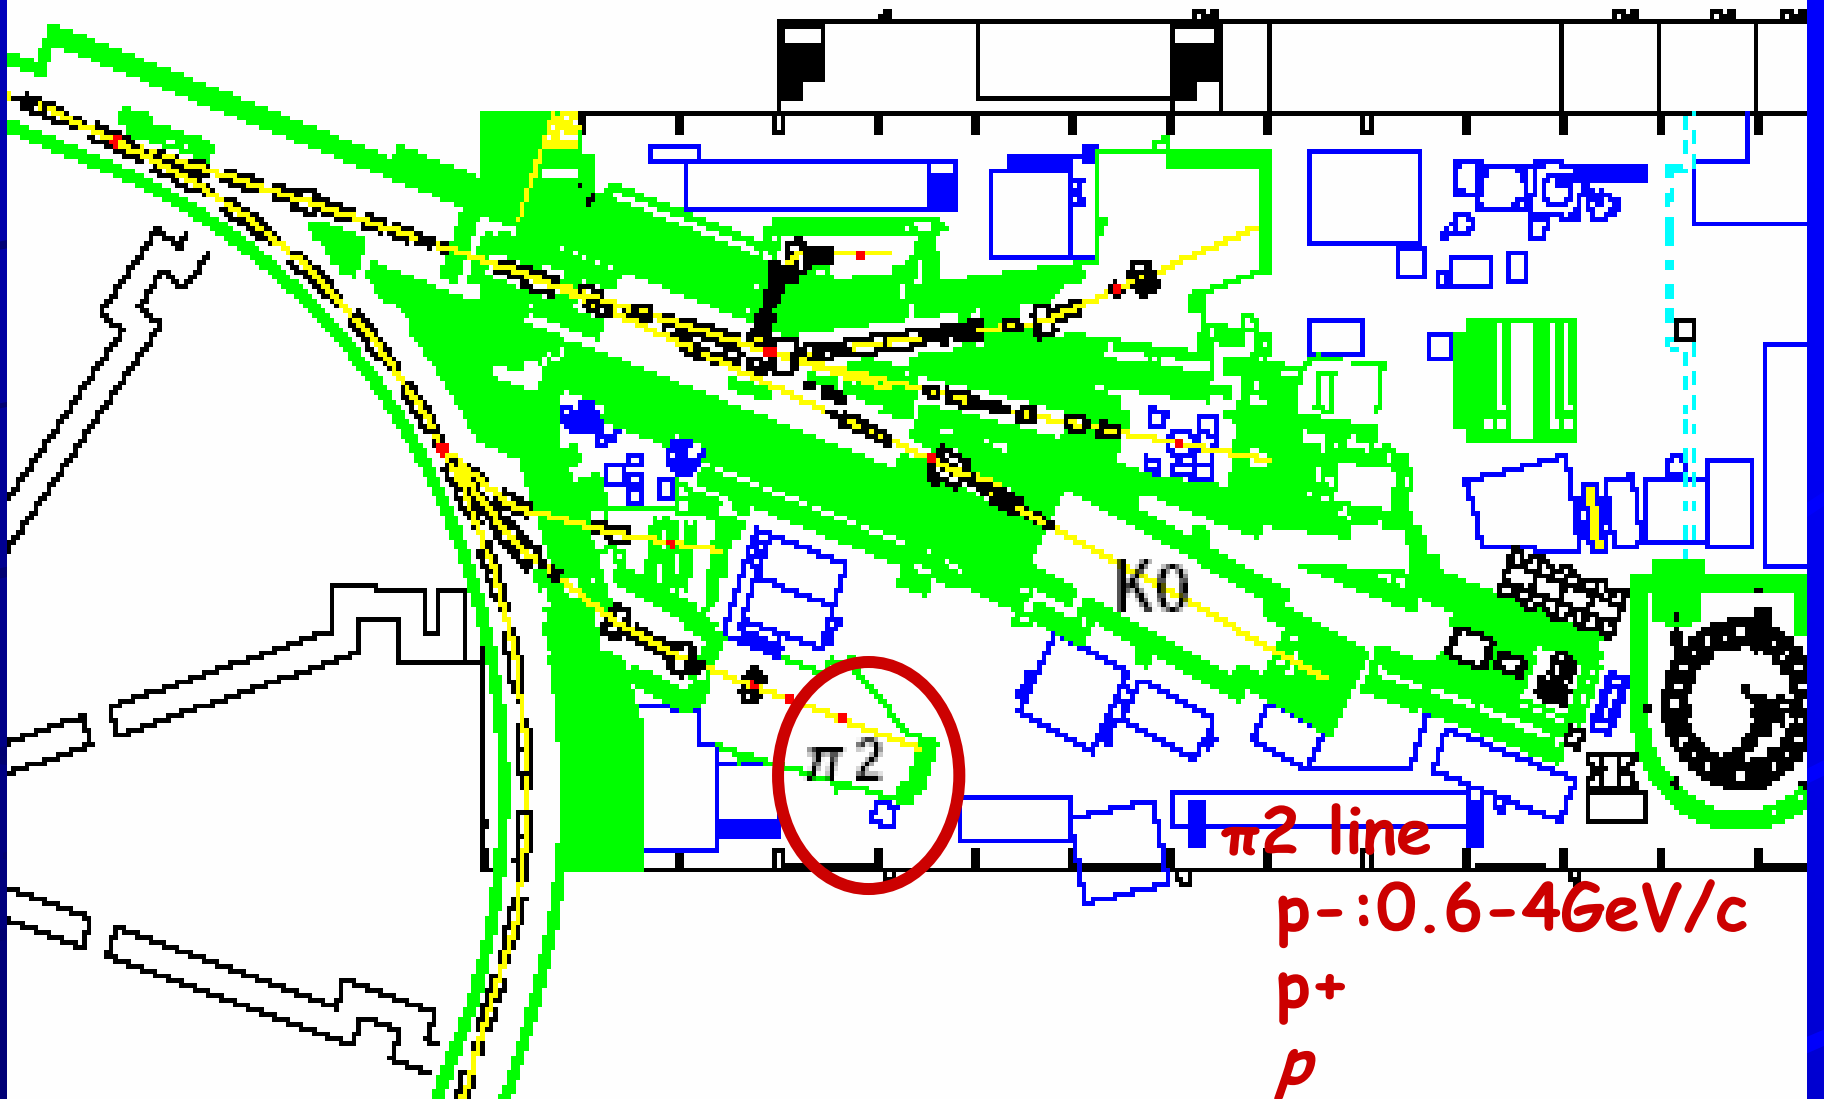 K0
π2
π2 line
p-:0.6-4GeV/c
p+
p